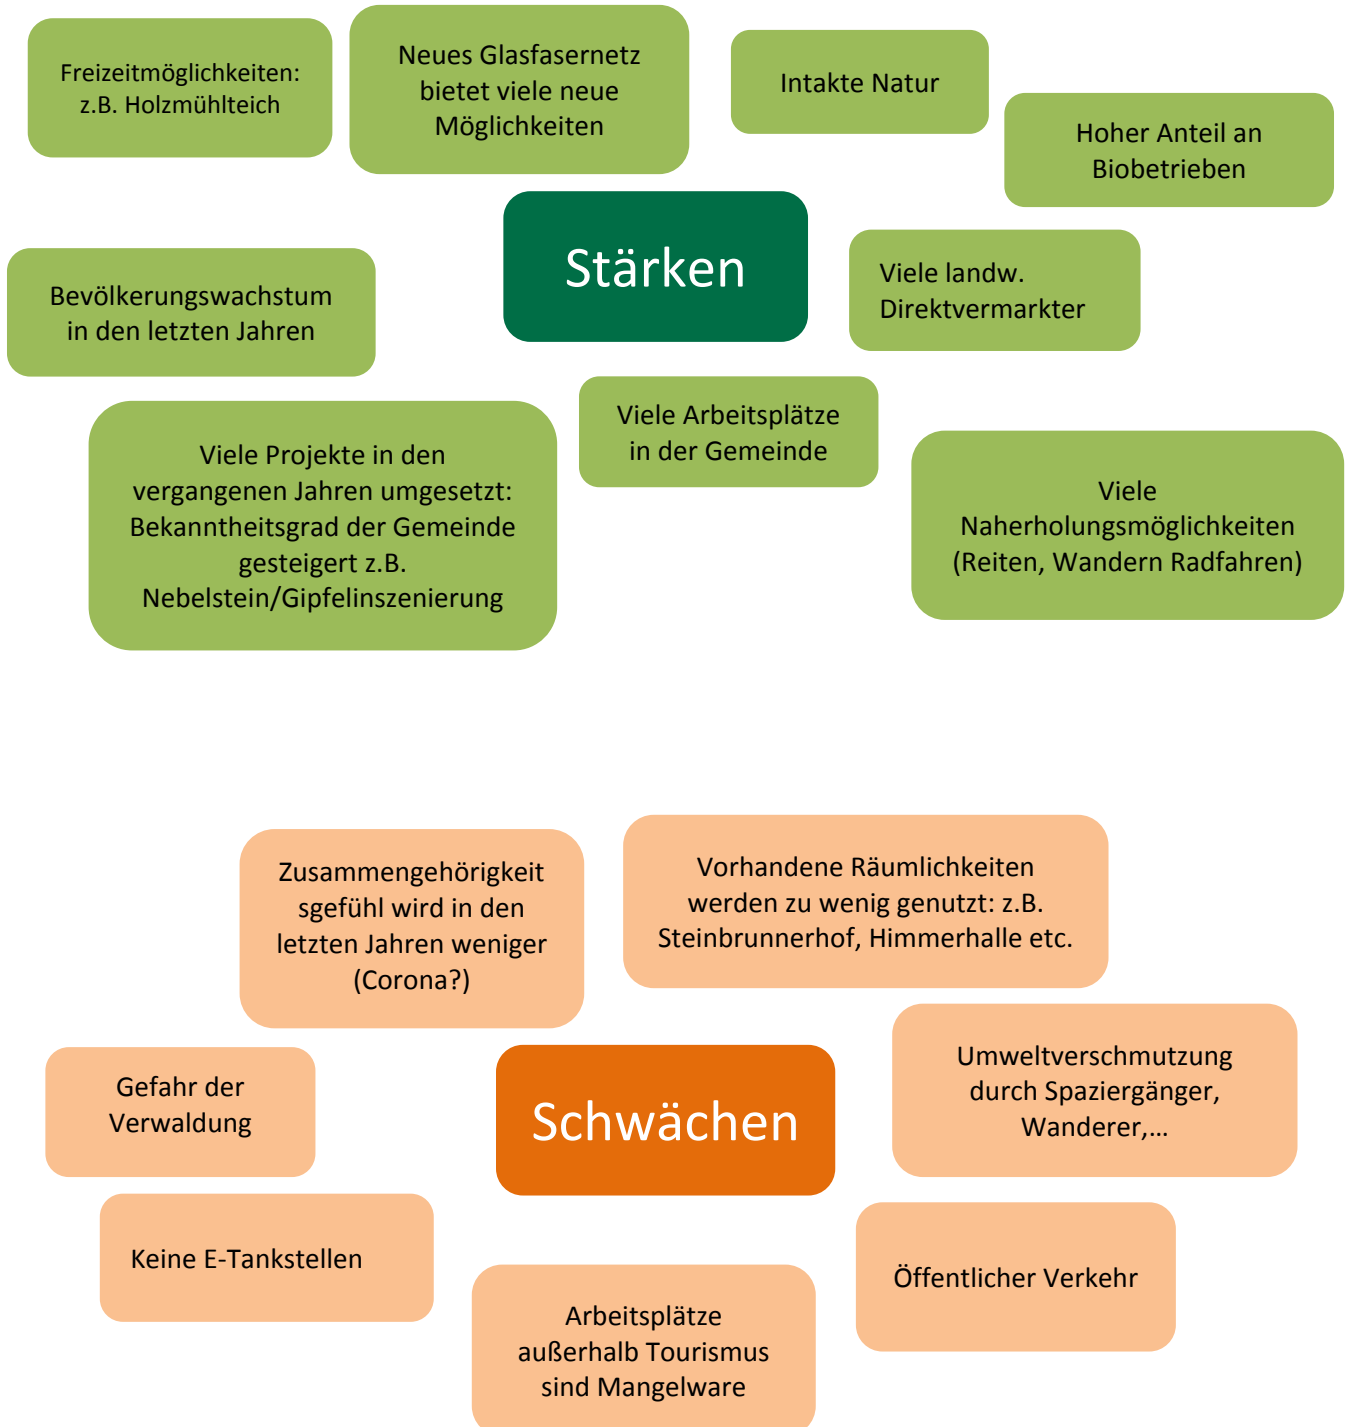 Freizeitmöglichkeiten:
z.B. Holzmühlteich
Neues Glasfasernetz
bietet viele neue
Möglichkeiten
Intakte Natur
Hoher Anteil an
Biobetrieben
Stärken
Viele landw.
Direktvermarkter
Bevölkerungswachstum
in den letzten Jahren
Viele Arbeitsplätze
in der Gemeinde
Viele Projekte in den
vergangenen Jahren umgesetzt:
Bekanntheitsgrad der Gemeinde
gesteigert z.B.
Nebelstein/Gipfelinszenierung
Viele
Naherholungsmöglichkeiten
(Reiten, Wandern Radfahren)
Zusammengehörigkeit
sgefühl wird in den
letzten Jahren weniger
(Corona?)
Vorhandene Räumlichkeiten
werden zu wenig genutzt: z.B.
Steinbrunnerhof, Himmerhalle etc.
Gefahr der
Verwaldung
Schwächen
Umweltverschmutzung
durch Spaziergänger,
Wanderer,…
Keine E-Tankstellen
Öffentlicher Verkehr
Arbeitsplätze
außerhalb Tourismus
sind Mangelware